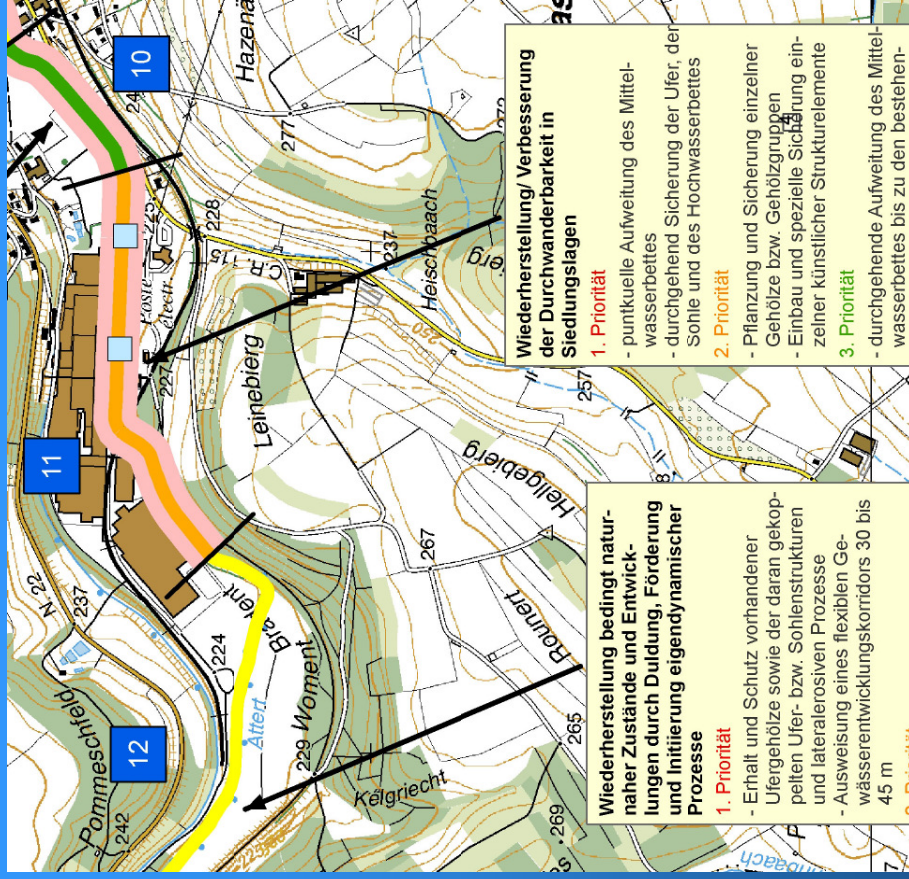 10
11
12
Hazenä
277
272
237
Heischbaach
C.R. 115
228
225
Poste
électr.
227
Leinebierg
250
257
Hellgebierg
267
Rounert
265
269
Kelgriecht
229
Woment
Attert
224
N 22
237
Pommeschfeld
242
Wiederherstellung/ Verbesserung
der Durchwanderbarkeit in
Siedlungslagen
1. Priorität
- punktuelle Aufweitung des Mittel-
wasserbettes
- durchgehend Sicherung der Ufer, der
Sohle und des Hochwasserbettes
2. Priorität
- Pflanzung und Sicherung einzelner
Gehölze bzw. Gehölzgruppen
- Einbau und spezielle Sicherung ein-
zelner künstlicher Strukturelemente
3. Priorität
- durchgehende Aufweitung des Mittel-
wasserbettes bis zu den bestehen-
Wiederherstellung bedingt natur-
naher Zustände und Entwick-
lungen durch Duldung, Förderung
und Initiierung eigendynamischer
Prozesse
1. Priorität
- Erhalt und Schutz vorhandener
Ufergehölze sowie der daran gekop-
pelten Ufer- bzw. Sohlenstrukturen
und lateralerosiven Prozesse
- Ausweisung eines flexiblen Ge-
wässerentwicklungskorridors 30 bis
45 m